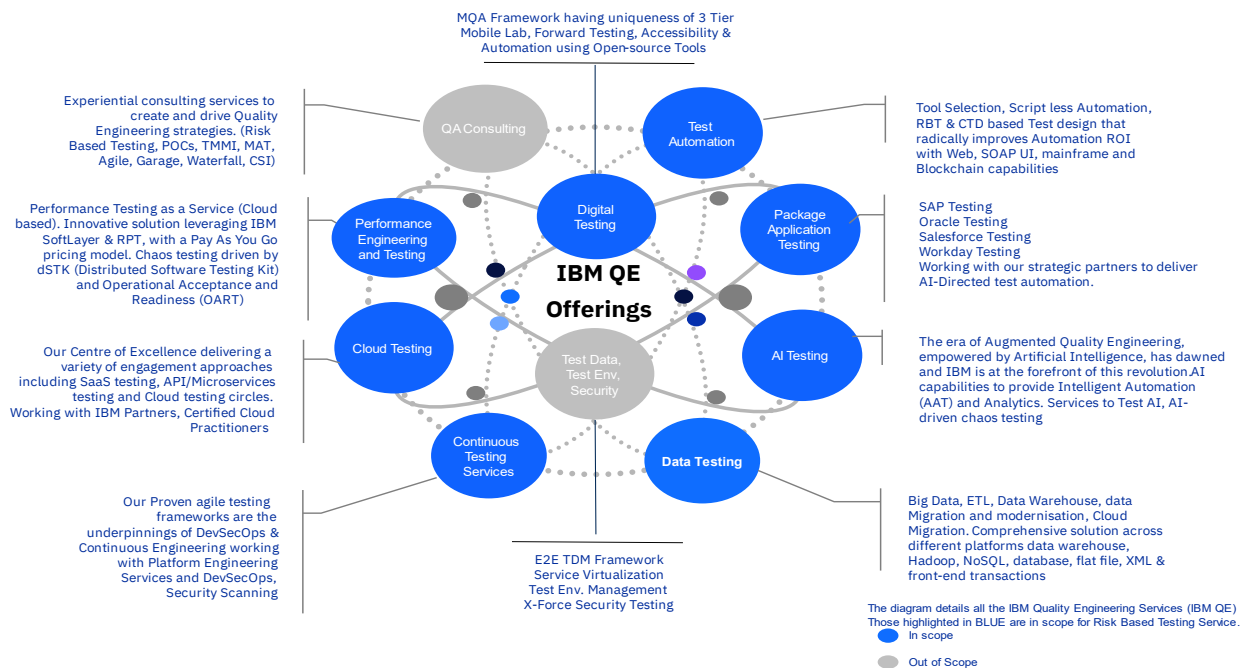 MQA Framework having uniqueness of 3 Tier
Mobile Lab, Forward Testing, Accessibility &
Automation using Open-source Tools
Experiential consulting services to
create and drive Quality
Engineering strategies. (Risk
Based Testing, POCs, TMMI, MAT,
Agile, Garage, Waterfall, CSI)
QA Consulting
Test
Automation
Tool Selection, Script less Automation,
RBT & CTD based Test design that
radically improves Automation ROI
with Web, SOAP UI, mainframe and
Blockchain capabilities
Performance Testing as a Service (Cloud
based). Innovative solution leveraging IBM
SoftLayer & RPT, with a Pay As You Go
pricing model. Chaos testing driven by
dSTK (Distributed Software Testing Kit)
and Operational Acceptance and
Readiness (OART)
Performance
Engineering
and Testing
Digital
Testing
Package
Application
Testing
SAP Testing
Oracle Testing
Salesforce Testing
Workday Testing
Working with our strategic partners to deliver
AI-Directed test automation.
IBM QE
Offerings
Our Centre of Excellence delivering a
variety of engagement approaches
including SaaS testing, API/Microservices
testing and Cloud testing circles.
Working with IBM Partners, Certified Cloud
Practitioners
Cloud Testing
Test Data,
Test Env,
Security
AI Testing
The era of Augmented Quality Engineering,
empowered by Artificial Intelligence, has dawned
and IBM is at the forefront of this revolution.AI
capabilities to provide Intelligent Automation
(AAT) and Analytics. Services to Test AI, AI-
driven chaos testing
Continuous
Testing
Services
Data Testing
Our Proven agile testing
frameworks are the
underpinnings of DevSecOps &
Continuous Engineering working
with Platform Engineering
Services and DevSecOps,
Security Scanning
E2E TDM Framework
Service Virtualization
Test Env. Management
X-Force Security Testing
Big Data, ETL, Data Warehouse, data
Migration and modernisation, Cloud
Migration. Comprehensive solution across
different platforms data warehouse,
Hadoop, NoSQL, database, flat file, XML &
front-end transactions
The diagram details all the IBM Quality Engineering Services (IBM QE)
Those highlighted in BLUE are in scope for Risk Based Testing Service.
In scope
Out of Scope